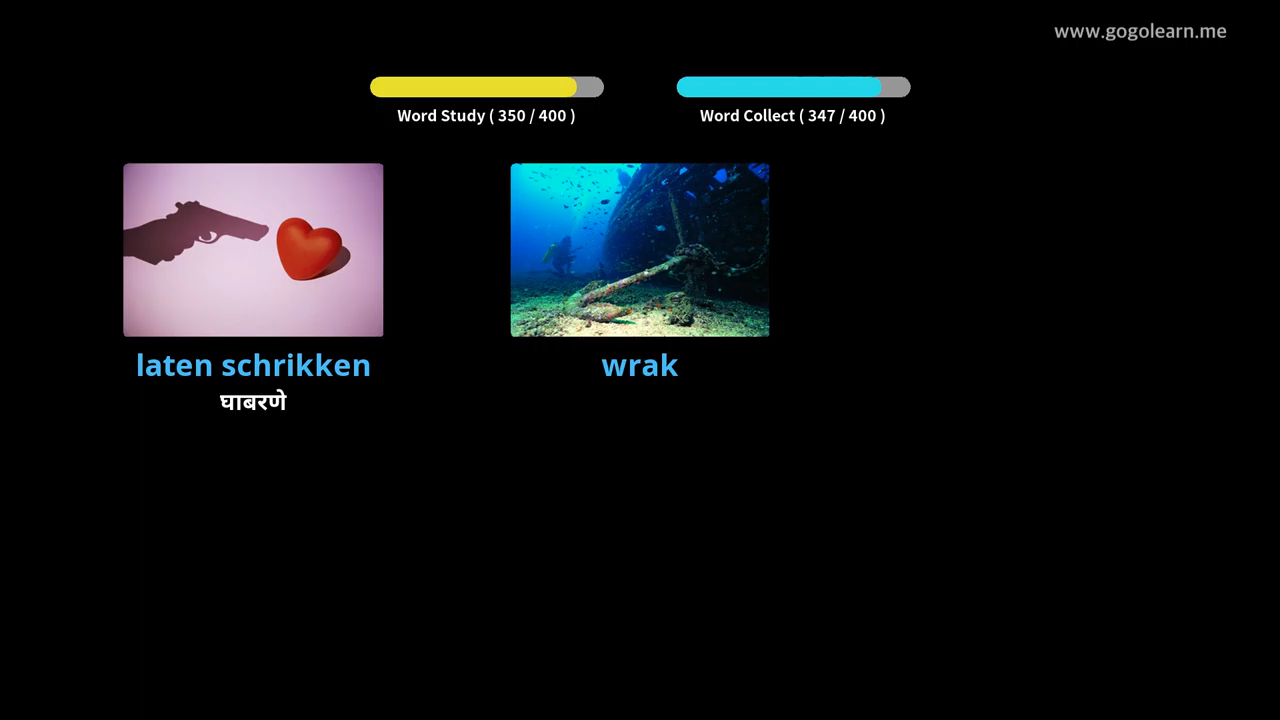 www.gogolearn.me
Word Study ( 350 / 400 )
Word Collect ( 347 / 400 )
laten schrikken
घाबरणे
wrak